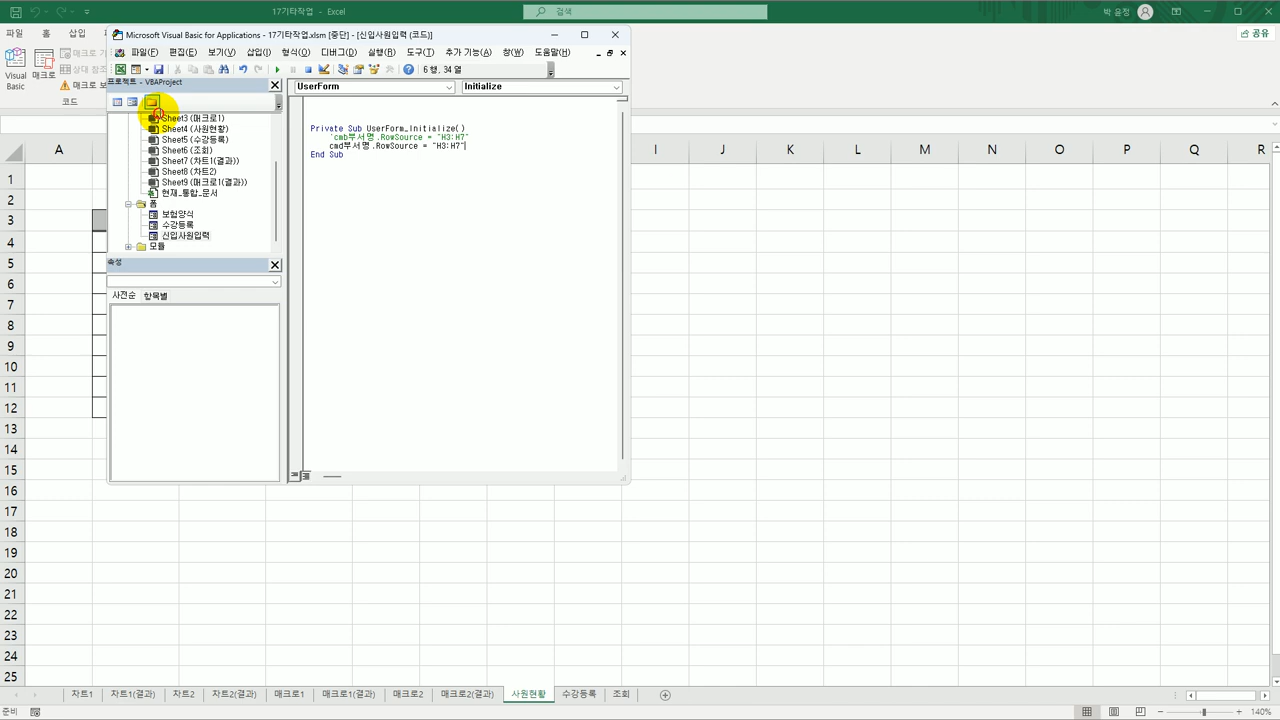 17기타작업 - Excel
검색
박 윤정
파일
홈
삽입
공유
Visual Basic
매크로
매크로 기
상대 참조
매크로 보
코드
Microsoft Visual Basic for Applications - 17기타작업.xlsm [중단] - [신입사원입력 (코드)]
파일(F) 편집(E) 보기(V) 삽입(I) 형식(O) 디버그(D) 실행(R) 도구(T) 추가 기능(A) 창(W) 도움말(H)
6 행, 34 열
프로젝트 - VBAProject
Sheet3 (매크로1)
Sheet4 (사원현황)
Sheet5 (수강등록)
Sheet6 (조회)
Sheet7 (차트1(결과))
Sheet8 (차트2)
Sheet9 (매크로1(결과))
현재_통합_문서
폼
보험양식
수강등록
신입사원입력
모듈
속성
사전순 항목별
UserForm
Initialize
Private Sub UserForm_Initialize()
'cmb부서명.RowSource = "H3:H7"
cmd부서명.RowSource = "H3:H7"
End Sub
A I J K L M N O P Q R
1
2
3
4
5
6
7
8
9
10
11
12
13
14
15
16
17
18
19
20
21
22
23
24
25
차트1 차트1(결과) 차트2 차트2(결과) 매크로1 매크로1(결과) 매크로2 매크로2(결과) 사원현황 수강등록 조회
준비
140%